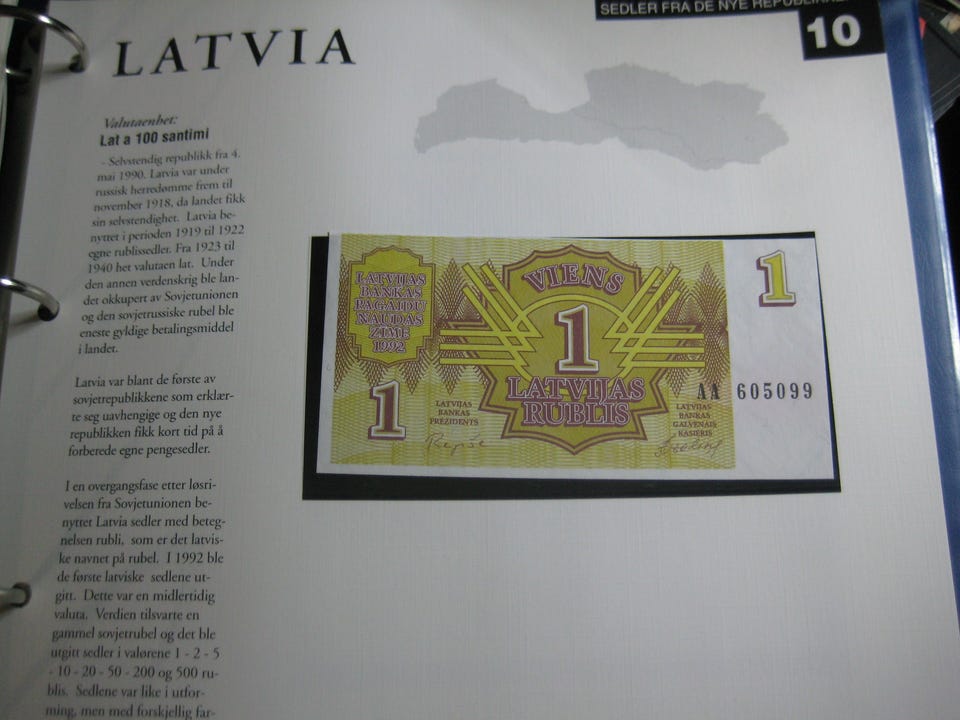 SEDLER FRA DE NYE
10
LATVIA
Valutaenhet:
Lat a 100 santimi
- Selvstendig republikk fra 4.
mai 1990. Latvia var under
russisk herredømme frem til
november 1918, da landet fikk
sin selvstendighet. Latvia be-
nyttet i perioden 1919 til 1922
egne rublissedler. Fra 1923 til
1940 het valutaen lat. Under
den annen verdenskrig ble lan-
det okkupert av Sovjetunionen
og den sovjetrussiske rubel ble
eneste gyldige betalingsmiddel
i landet.
Latvia var blant de første av
sovjetrepublikkene som erklær-
te seg uavhengige og den nye
republikken fikk kort tid på å
forberede egne pengesedler.
I en overgangsfase etter løsri-
velsen fra Sovjetunionen be-
nyttet Latvia sedler med beteg-
nelsen rubli, som er det latvis-
ke navnet på rubel. I 1992 ble
de første latviske sedlene ut-
gitt. Dette var en midlertidig
valuta. Verdien tilsvarte en
gammel sovjetrubel og det ble
utgitt sedler i valørene 1 - 2 - 5
- 10 - 20 - 50 - 200 og 500 ru-
blis. Sedlene var like i utfor-
ming, men med forskjellig far-
LATVIJAS
BANKAS
PAGAIDU
NAUDAS
ZĪME
1992
VIENS
1
LATVIJAS
RUBLIS
1
1
LATVIJAS
BANKAS
PREZIDENTS
LATVIJAS
BANKAS
GALVENAIS
KASIERIS
AA 605099